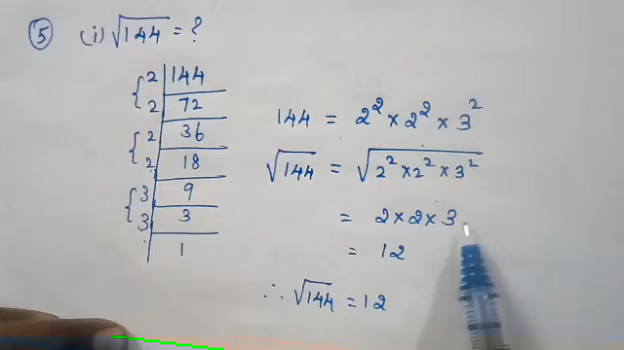 5 (i) √144 = ?
2 | 144
2 | 72
2 | 36
2 | 18
3 | 9
3 | 3
1
144 = 2² × 2² × 3²
√144 = √2² × 2² × 3²
= 2 × 2 × 3
= 12
∴ √144 = 12